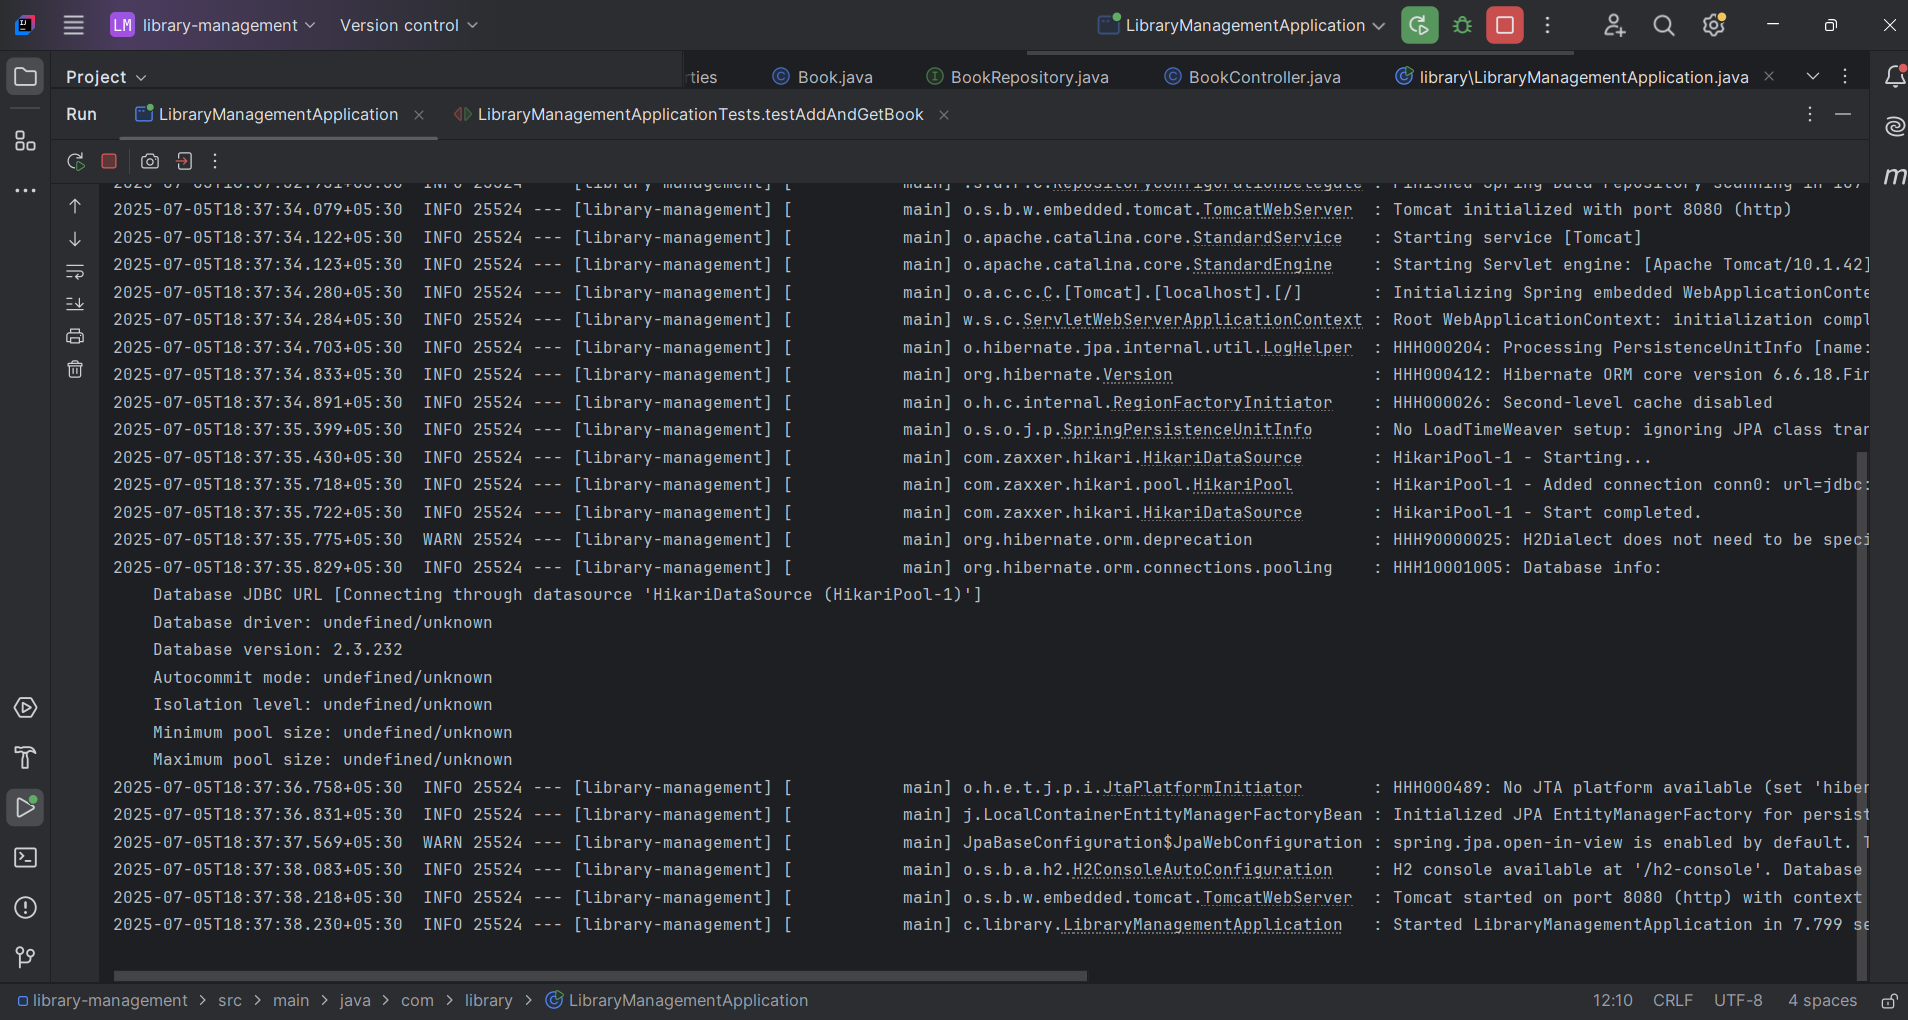 LM library-management Version control LibraryManagementApplication
Project rties Book.java BookRepository.java BookController.java library\LibraryManagementApplication.java
Run LibraryManagementApplication LibraryManagementApplicationTests.testAddAndGetBook
2025-07-05T18:37:34.079+05:30 INFO 25524 --- [library-management] [ main] o.s.b.w.embedded.tomcat.TomcatWebServer : Tomcat initialized with port 8080 (http)
2025-07-05T18:37:34.122+05:30 INFO 25524 --- [library-management] [ main] o.apache.catalina.core.StandardService : Starting service [Tomcat]
2025-07-05T18:37:34.123+05:30 INFO 25524 --- [library-management] [ main] o.apache.catalina.core.StandardEngine : Starting Servlet engine: [Apache Tomcat/10.1.42]
2025-07-05T18:37:34.280+05:30 INFO 25524 --- [library-management] [ main] o.a.c.c.C.[Tomcat].[localhost].[/] : Initializing Spring embedded WebApplicationConte
2025-07-05T18:37:34.284+05:30 INFO 25524 --- [library-management] [ main] w.s.c.ServletWebServerApplicationContext : Root WebApplicationContext: initialization compl
2025-07-05T18:37:34.703+05:30 INFO 25524 --- [library-management] [ main] o.hibernate.jpa.internal.util.LogHelper : HHH000204: Processing PersistenceUnitInfo [name:
2025-07-05T18:37:34.833+05:30 INFO 25524 --- [library-management] [ main] org.hibernate.Version : HHH000412: Hibernate ORM core version 6.6.18.Fin
2025-07-05T18:37:34.891+05:30 INFO 25524 --- [library-management] [ main] o.h.c.internal.RegionFactoryInitiator : HHH000026: Second-level cache disabled
2025-07-05T18:37:35.399+05:30 INFO 25524 --- [library-management] [ main] o.s.o.j.p.SpringPersistenceUnitInfo : No LoadTimeWeaver setup: ignoring JPA class tran
2025-07-05T18:37:35.430+05:30 INFO 25524 --- [library-management] [ main] com.zaxxer.hikari.HikariDataSource : HikariPool-1 - Starting...
2025-07-05T18:37:35.718+05:30 INFO 25524 --- [library-management] [ main] com.zaxxer.hikari.pool.HikariPool : HikariPool-1 - Added connection conn0: url=jdbc:
2025-07-05T18:37:35.722+05:30 INFO 25524 --- [library-management] [ main] com.zaxxer.hikari.HikariDataSource : HikariPool-1 - Start completed.
2025-07-05T18:37:35.775+05:30 WARN 25524 --- [library-management] [ main] org.hibernate.orm.deprecation : HHH90000025: H2Dialect does not need to be speci
2025-07-05T18:37:35.829+05:30 INFO 25524 --- [library-management] [ main] org.hibernate.orm.connections.pooling : HHH10001005: Database info:
Database JDBC URL [Connecting through datasource 'HikariDataSource (HikariPool-1)']
Database driver: undefined/unknown
Database version: 2.3.232
Autocommit mode: undefined/unknown
Isolation level: undefined/unknown
Minimum pool size: undefined/unknown
Maximum pool size: undefined/unknown
2025-07-05T18:37:36.758+05:30 INFO 25524 --- [library-management] [ main] o.h.e.t.j.p.i.JtaPlatformInitiator : HHH000489: No JTA platform available (set 'hiber
2025-07-05T18:37:36.831+05:30 INFO 25524 --- [library-management] [ main] j.LocalContainerEntityManagerFactoryBean : Initialized JPA EntityManagerFactory for persist
2025-07-05T18:37:37.569+05:30 WARN 25524 --- [library-management] [ main] JpaBaseConfiguration$JpaWebConfiguration : spring.jpa.open-in-view is enabled by default.
2025-07-05T18:37:38.083+05:30 INFO 25524 --- [library-management] [ main] o.s.b.a.h2.H2ConsoleAutoConfiguration : H2 console available at '/h2-console'. Database
2025-07-05T18:37:38.218+05:30 INFO 25524 --- [library-management] [ main] o.s.b.w.embedded.tomcat.TomcatWebServer : Tomcat started on port 8080 (http) with context
2025-07-05T18:37:38.230+05:30 INFO 25524 --- [library-management] [ main] c.library.LibraryManagementApplication : Started LibraryManagementApplication in 7.799 se
library-management > src > main > java > com > library > LibraryManagementApplication 12:10 CRLF UTF-8 4 spaces